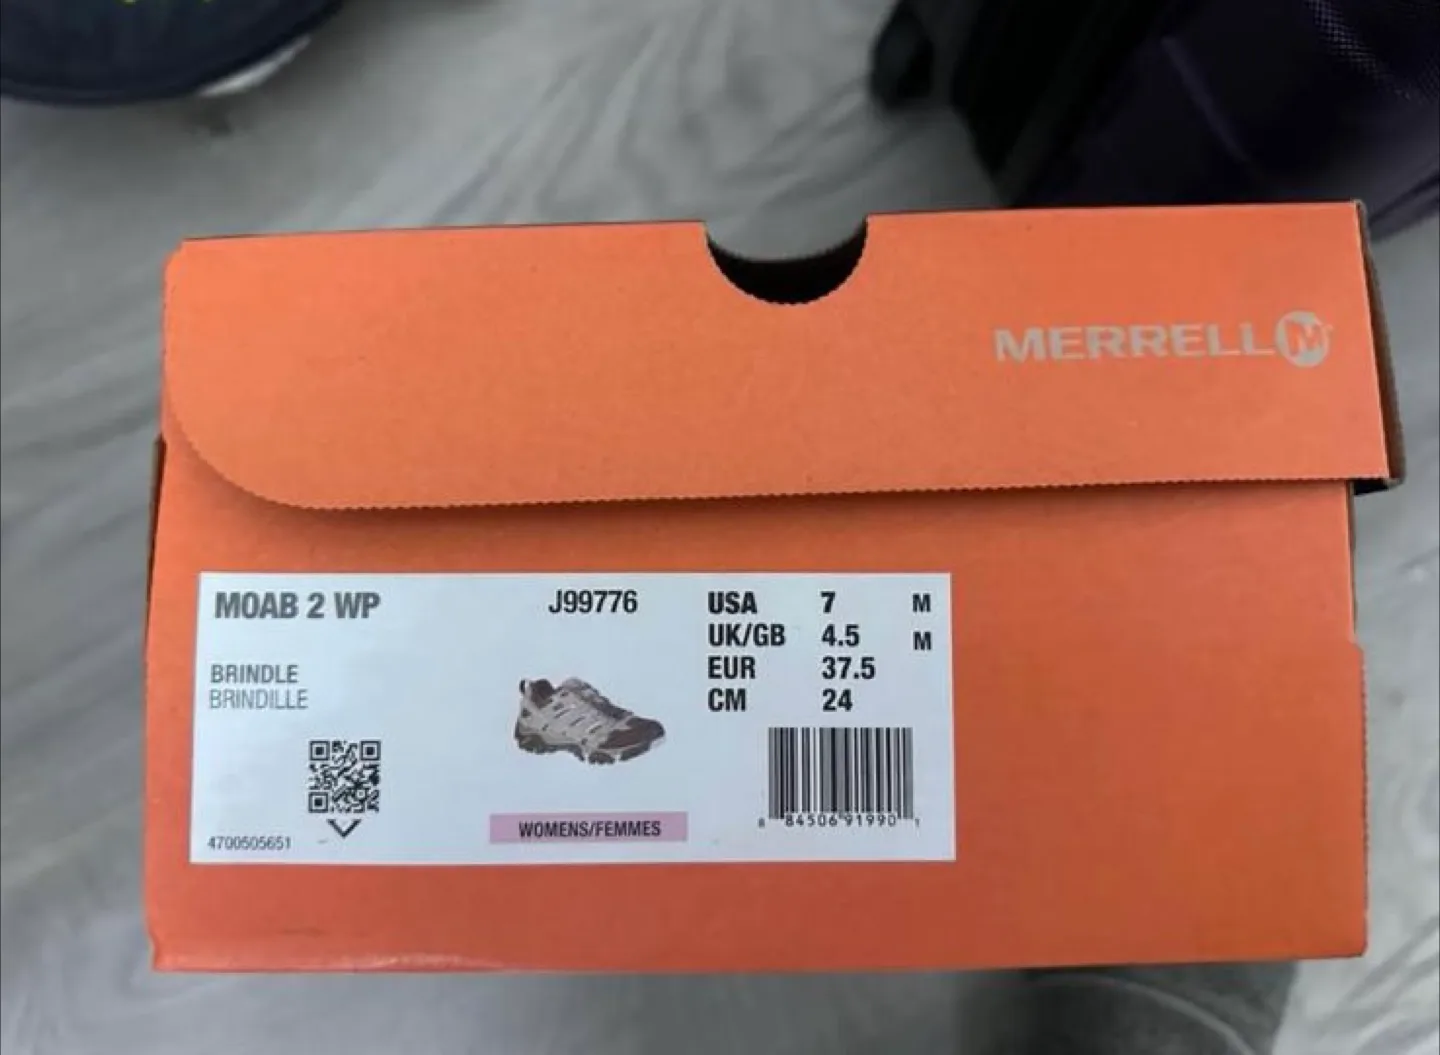 MERRELL M
MOAB 2 WP J99776 USA 7 M
UK/GB 4.5 M
EUR 37.5
CM 24
BRINDLE
BRINDILLE
WOMENS/FEMMES
8 84506 91990 1
4700505651